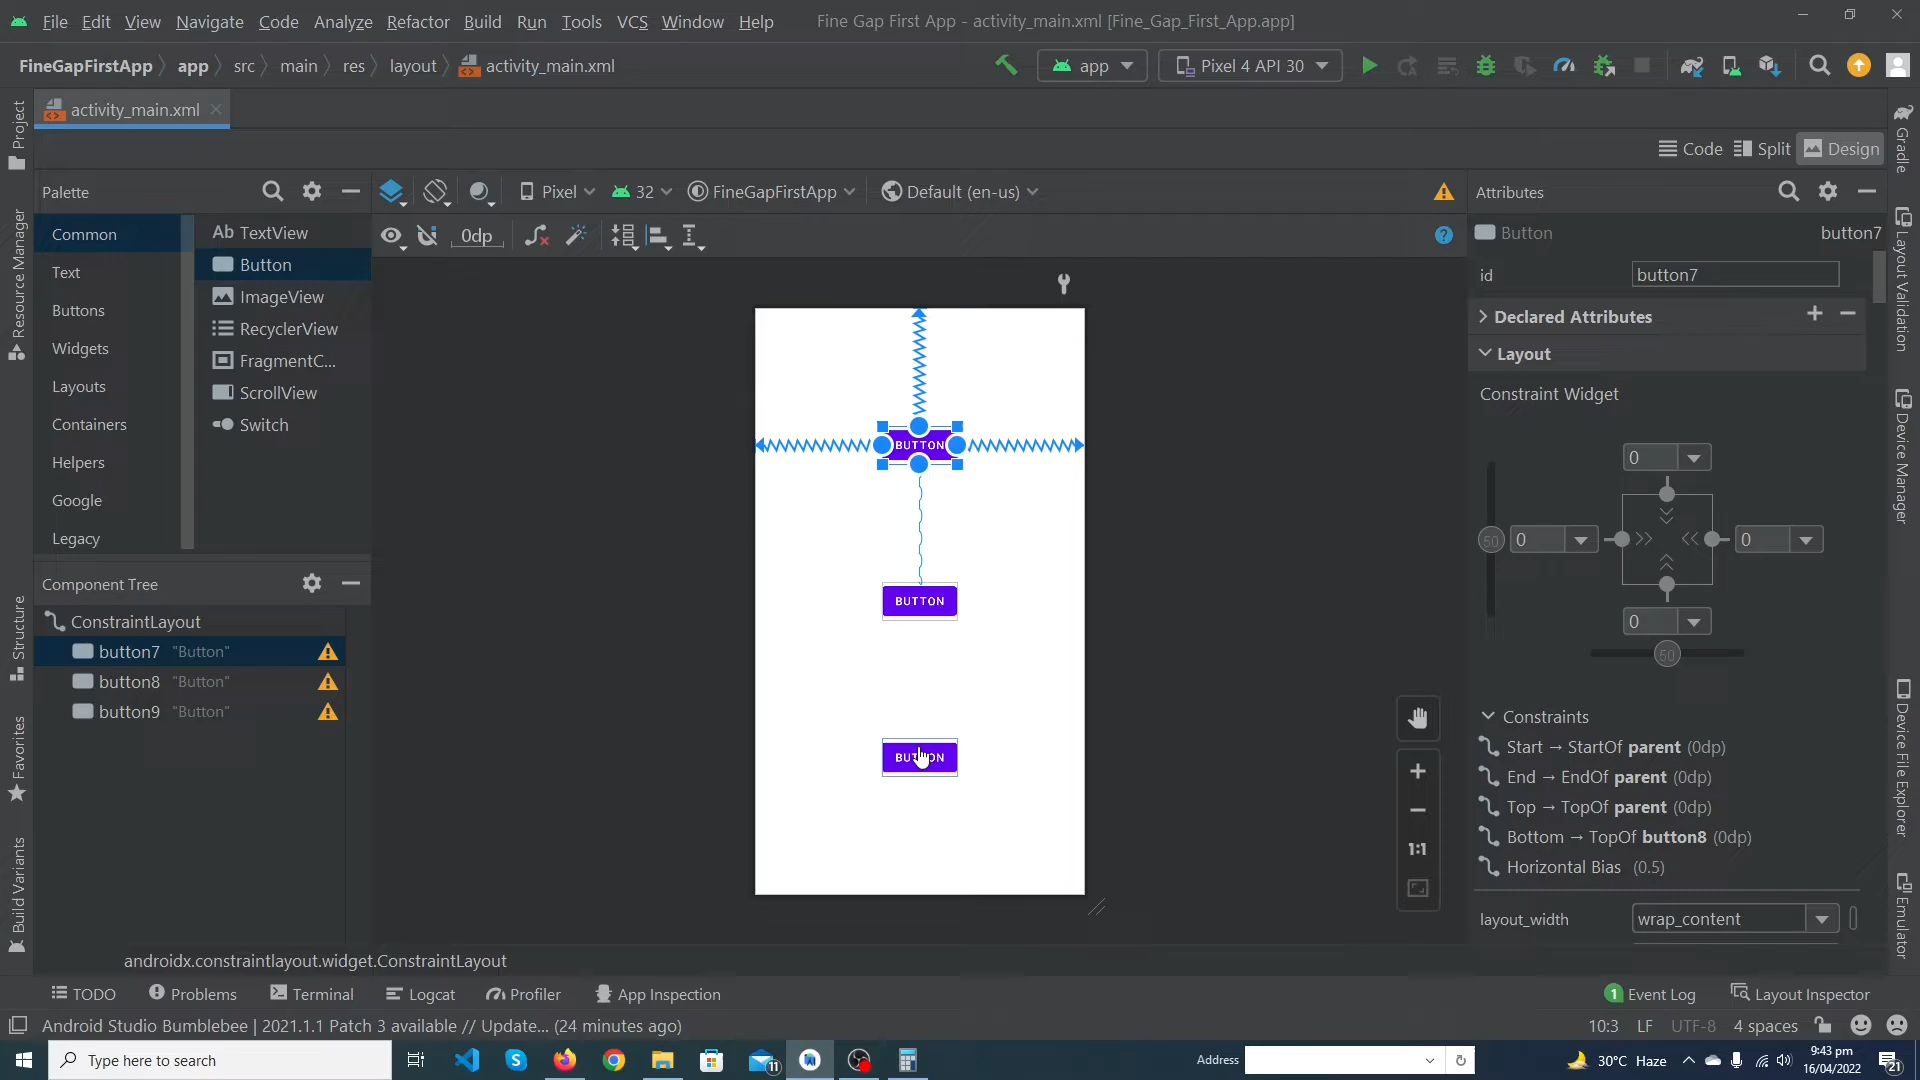 File Edit View Navigate Code Analyze Refactor Build Run Tools VCS Window Help Fine Gap First App - activity_main.xml [Fine_Gap_First_App.app]
FineGapFirstApp app src main res layout activity_main.xml app Pixel 4 API 30
activity_main.xml
Code Split Design
Palette Pixel 32 FineGapFirstApp Default (en-us) Attributes
0dp
Common
Text
Buttons
Widgets
Layouts
Containers
Helpers
Google
Legacy
Ab TextView
Button
ImageView
RecyclerView
FragmentC...
ScrollView
Switch
Component Tree
ConstraintLayout
button7 "Button"
button8 "Button"
button9 "Button"
BUTTON
BUTTON
1:1
Button button7
id button7
Declared Attributes
Layout
Constraint Widget
0
50 0 0
0
50
Constraints
Start → StartOf parent (0dp)
End → EndOf parent (0dp)
Top → TopOf parent (0dp)
Bottom → TopOf button8 (0dp)
Horizontal Bias (0.5)
layout_width wrap_content
Project
Resource Manager
Structure
Favorites
Build Variants
Gradle
Layout Validation
Device Manager
Device File Explorer
Emulator
androidx.constraintlayout.widget.ConstraintLayout
TODO Problems Terminal Logcat Profiler App Inspection 1 Event Log Layout Inspector
Android Studio Bumblebee | 2021.1.1 Patch 3 available // Update... (24 minutes ago) 10:3 LF UTF-8 4 spaces
Type here to search 11 Address 30°C Haze 9:43 pm
16/04/2022 21